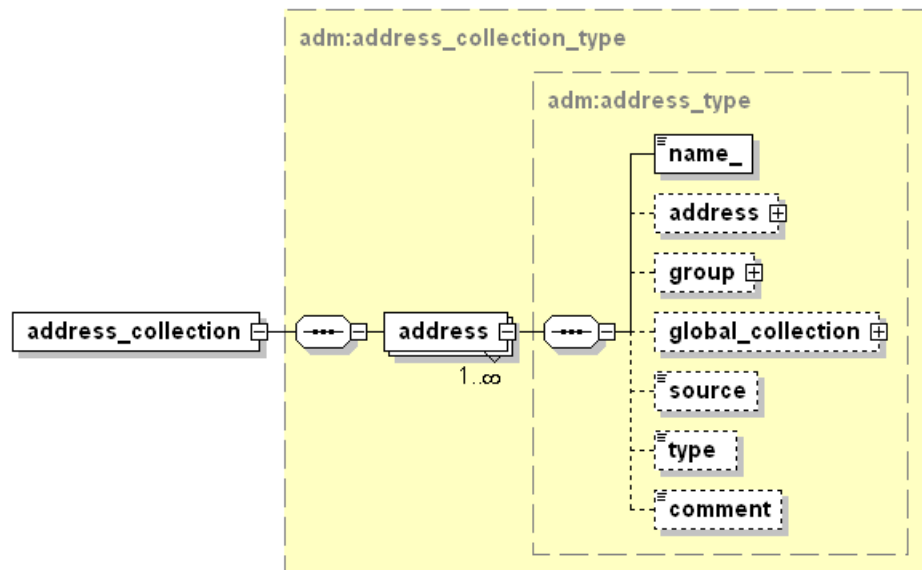 adm:address_collection_type
adm:address_type
name_
address
group
global_collection
address_collection
address
1..∞
source
type
comment